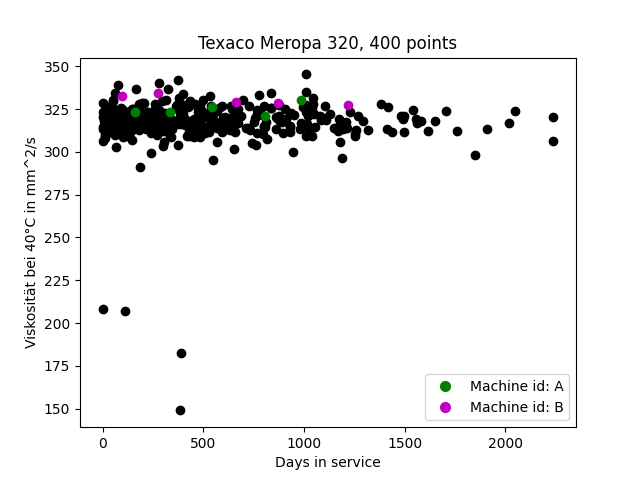 Texaco Meropa 320, 400 points
Viskosität bei 40°C in mm^2/s
350
325
300
275
250
225
200
175
150
0
500
1000
1500
2000
Days in service
Machine id: A
Machine id: B